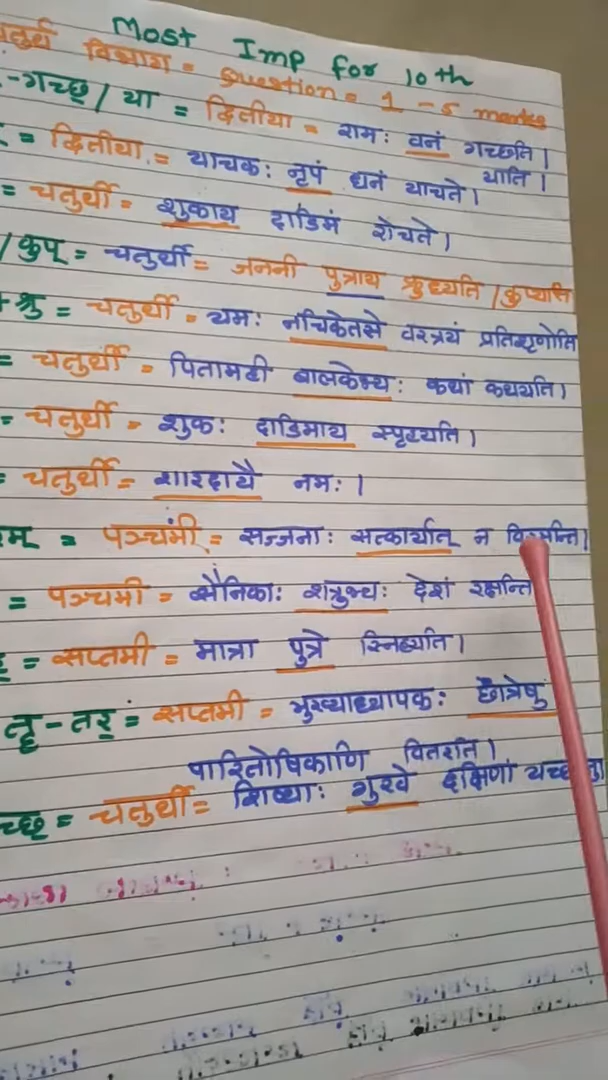 Most Imp for 10th
चतुर्थ विभाग = question = 1 - 5 marks
-गच्छ् / या = द्वितीया = रामः वनं गच्छति।
याति।
= द्वितीया = याचकः नृपं धनं याचते।
= चतुर्थी = शुकाय दाडिमं रोचते।
/कुप् = चतुर्थी = जननी पुत्राय क्रुध्यति / कुप्यति
+श्रु = चतुर्थी = यमः नचिकेतसे वरत्रयं प्रतिशृणोति
= चतुर्थी = पितामही बालकेभ्यः कथां कथयति।
= चतुर्थी = शुकः दाडिमाय स्पृहयति।
= चतुर्थी = शारदायै नमः।
रम् = पञ्चमी = सज्जनाः सत्कार्यात् न
= पञ्चमी = सैनिकाः शत्रुभ्यः देशं रक्षन्ति
= सप्तमी = मात्रा पुत्रे स्निह्यति।
तृ-तर् = सप्तमी = मुख्याध्यापकः छात्रेषु
पारितोषिकाणि वितरति।
च्छ् = चतुर्थी = शिष्याः गुरवे दक्षिणां